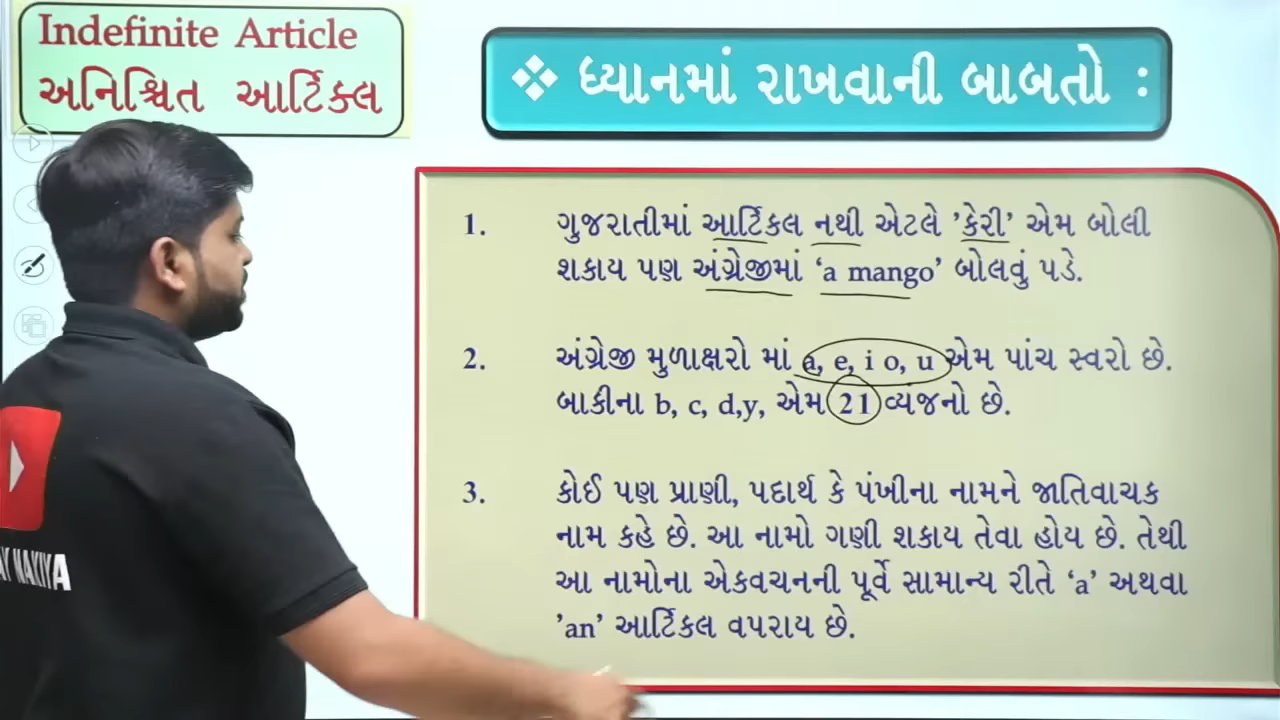 Indefinite Article
અનિશ્ચિત આર્ટિકલ
❖ ધ્યાનમાં રાખવાની બાબતો :
1. ગુજરાતીમાં આર્ટિકલ નથી એટલે ’કેરી’ એમ બોલી
શકાય પણ અંગ્રેજીમાં ‘a mango’ બોલવું પડે.
2. અંગ્રેજી મુળાક્ષરો માં a, e, i o, u એમ પાંચ સ્વરો છે.
બાકીના b, c, d,y, એમ 21 વ્યંજનો છે.
3. કોઈ પણ પ્રાણી, પદાર્થ કે પંખીના નામને જાતિવાચક
નામ કહે છે. આ નામો ગણી શકાય તેવા હોય છે. તેથી
આ નામોના એકવચનની પૂર્વે સામાન્ય રીતે ‘a’ અથવા
’an’ આર્ટિકલ વપરાય છે.
NAKIYA